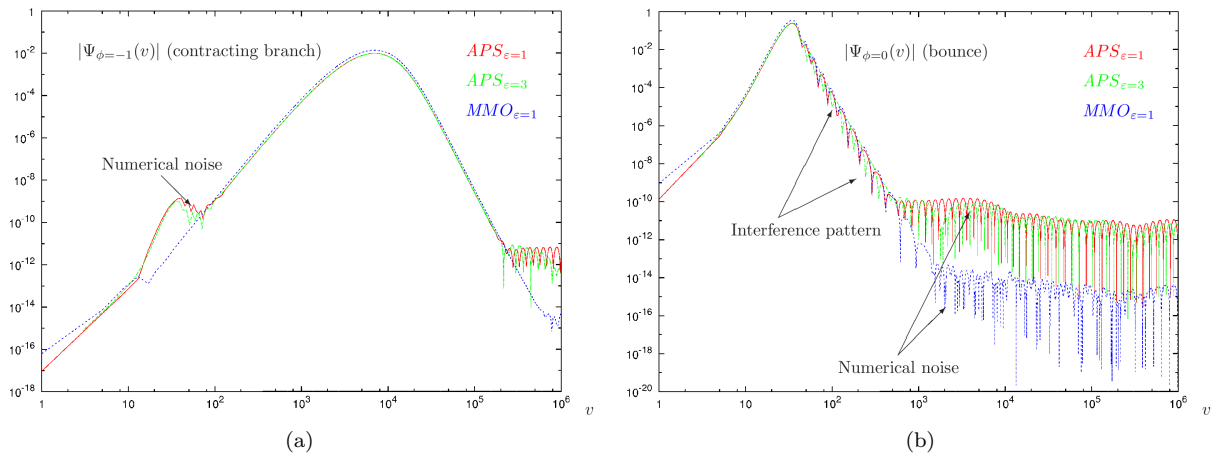 |Ψ_{ϕ=−1}(v)| (contracting branch)
APS_{ε=1}
APS_{ε=3}
MMO_{ε=1}
Numerical noise
1
10^{-2}
10^{-4}
10^{-6}
10^{-8}
10^{-10}
10^{-12}
10^{-14}
10^{-16}
10^{-18}
1 10 10^2 10^3 10^4 10^5 10^6
v
(a)
|Ψ_{ϕ=0}(v)| (bounce)
APS_{ε=1}
APS_{ε=3}
MMO_{ε=1}
Interference pattern
Numerical noise
1
10^{-2}
10^{-4}
10^{-6}
10^{-8}
10^{-10}
10^{-12}
10^{-14}
10^{-16}
10^{-18}
10^{-20}
1 10 10^2 10^3 10^4 10^5 10^6
v
(b)